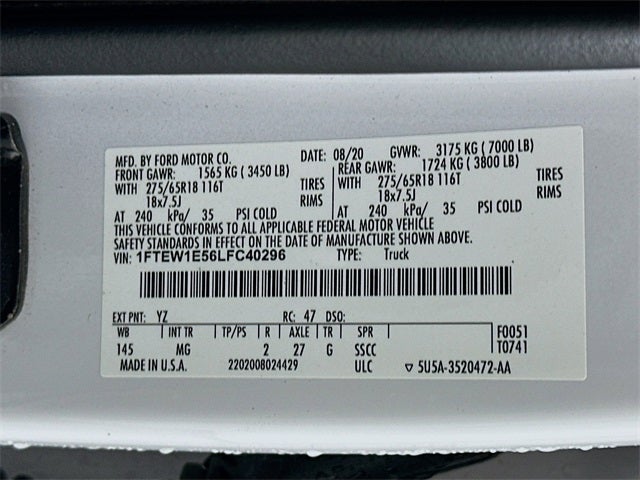 MFD. BY FORD MOTOR CO. DATE: 08/20 GVWR: 3175 KG ( 7000 LB)
FRONT GAWR: 1565 KG ( 3450 LB) REAR GAWR: 1724 KG ( 3800 LB)
WITH 275/65R18 116T TIRES WITH 275/65R18 116T TIRES
18x7.5J RIMS 18x7.5J RIMS
AT 240 kPa/ 35 PSI COLD AT 240 kPa/ 35 PSI COLD
THIS VEHICLE CONFORMS TO ALL APPLICABLE FEDERAL MOTOR VEHICLE
SAFETY STANDARDS IN EFFECT ON THE DATE OF MANUFACTURE SHOWN ABOVE.
VIN: 1FTEW1E56LFC40296 TYPE: Truck
EXT PNT: YZ RC: 47 DSO:
WB INT TR TP/PS R AXLE TR SPR F0051
145 MG 2 27 G SSCC T0741
MADE IN U.S.A. 2202008024429 ULC ▽ 5U5A-3520472-AA